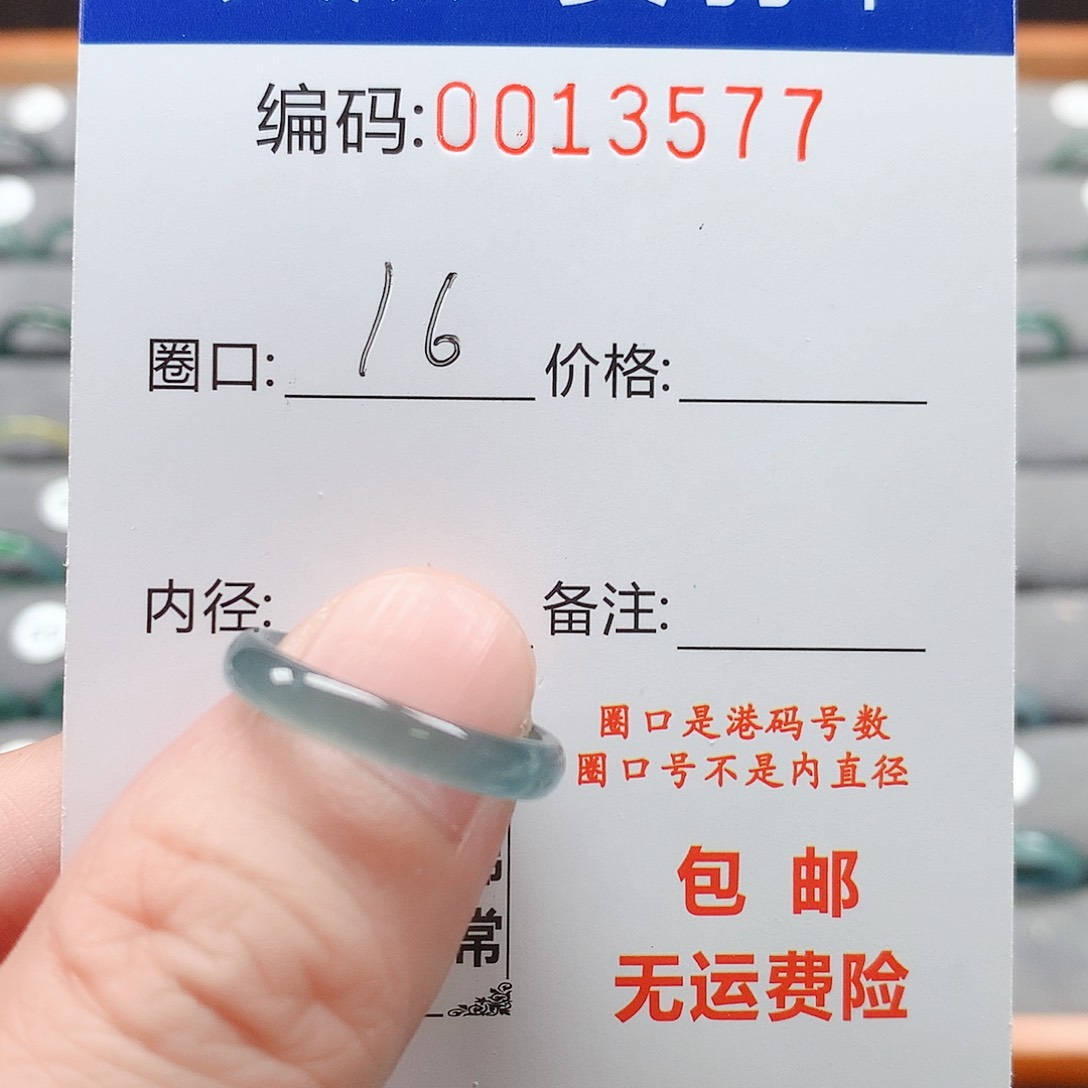 编码:0013577
圈口: 16 价格:
内径: 备注:
圈口是港码号数
圈口号不是内直径
包邮
常
无运费险